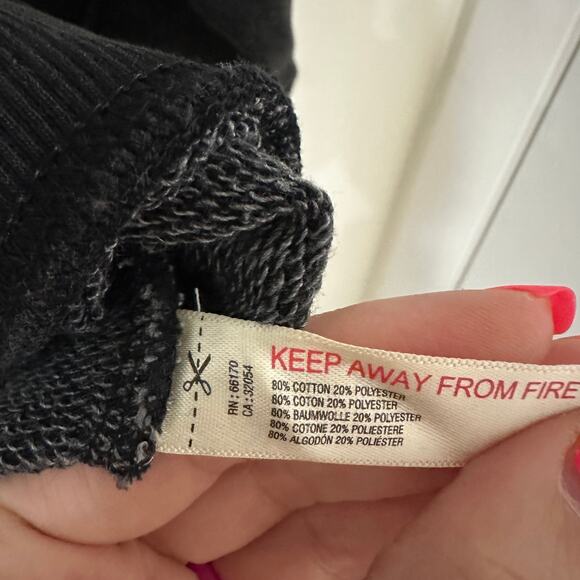 RN: 66170
CA: 32054
KEEP AWAY FROM FIRE
80% COTTON 20% POLYESTER
80% COTON 20% POLYESTER
80% BAUMWOLLE 20% POLYESTER
80% COTONE 20% POLIESTERE
80% ALGODÓN 20% POLIÉSTER